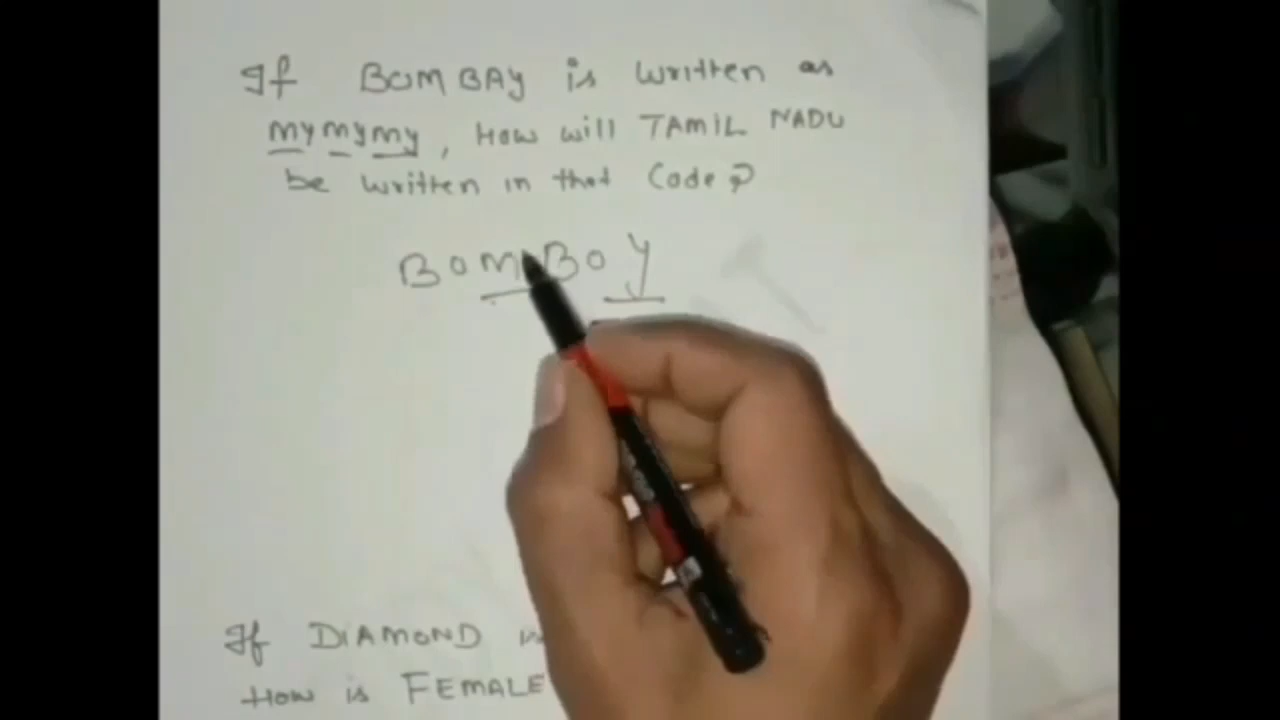 If BOMBAY is written as
mymymy, How will TAMIL NADU
be written in that Code?
BOMBOY
If DIAMOND
How is FEMALE